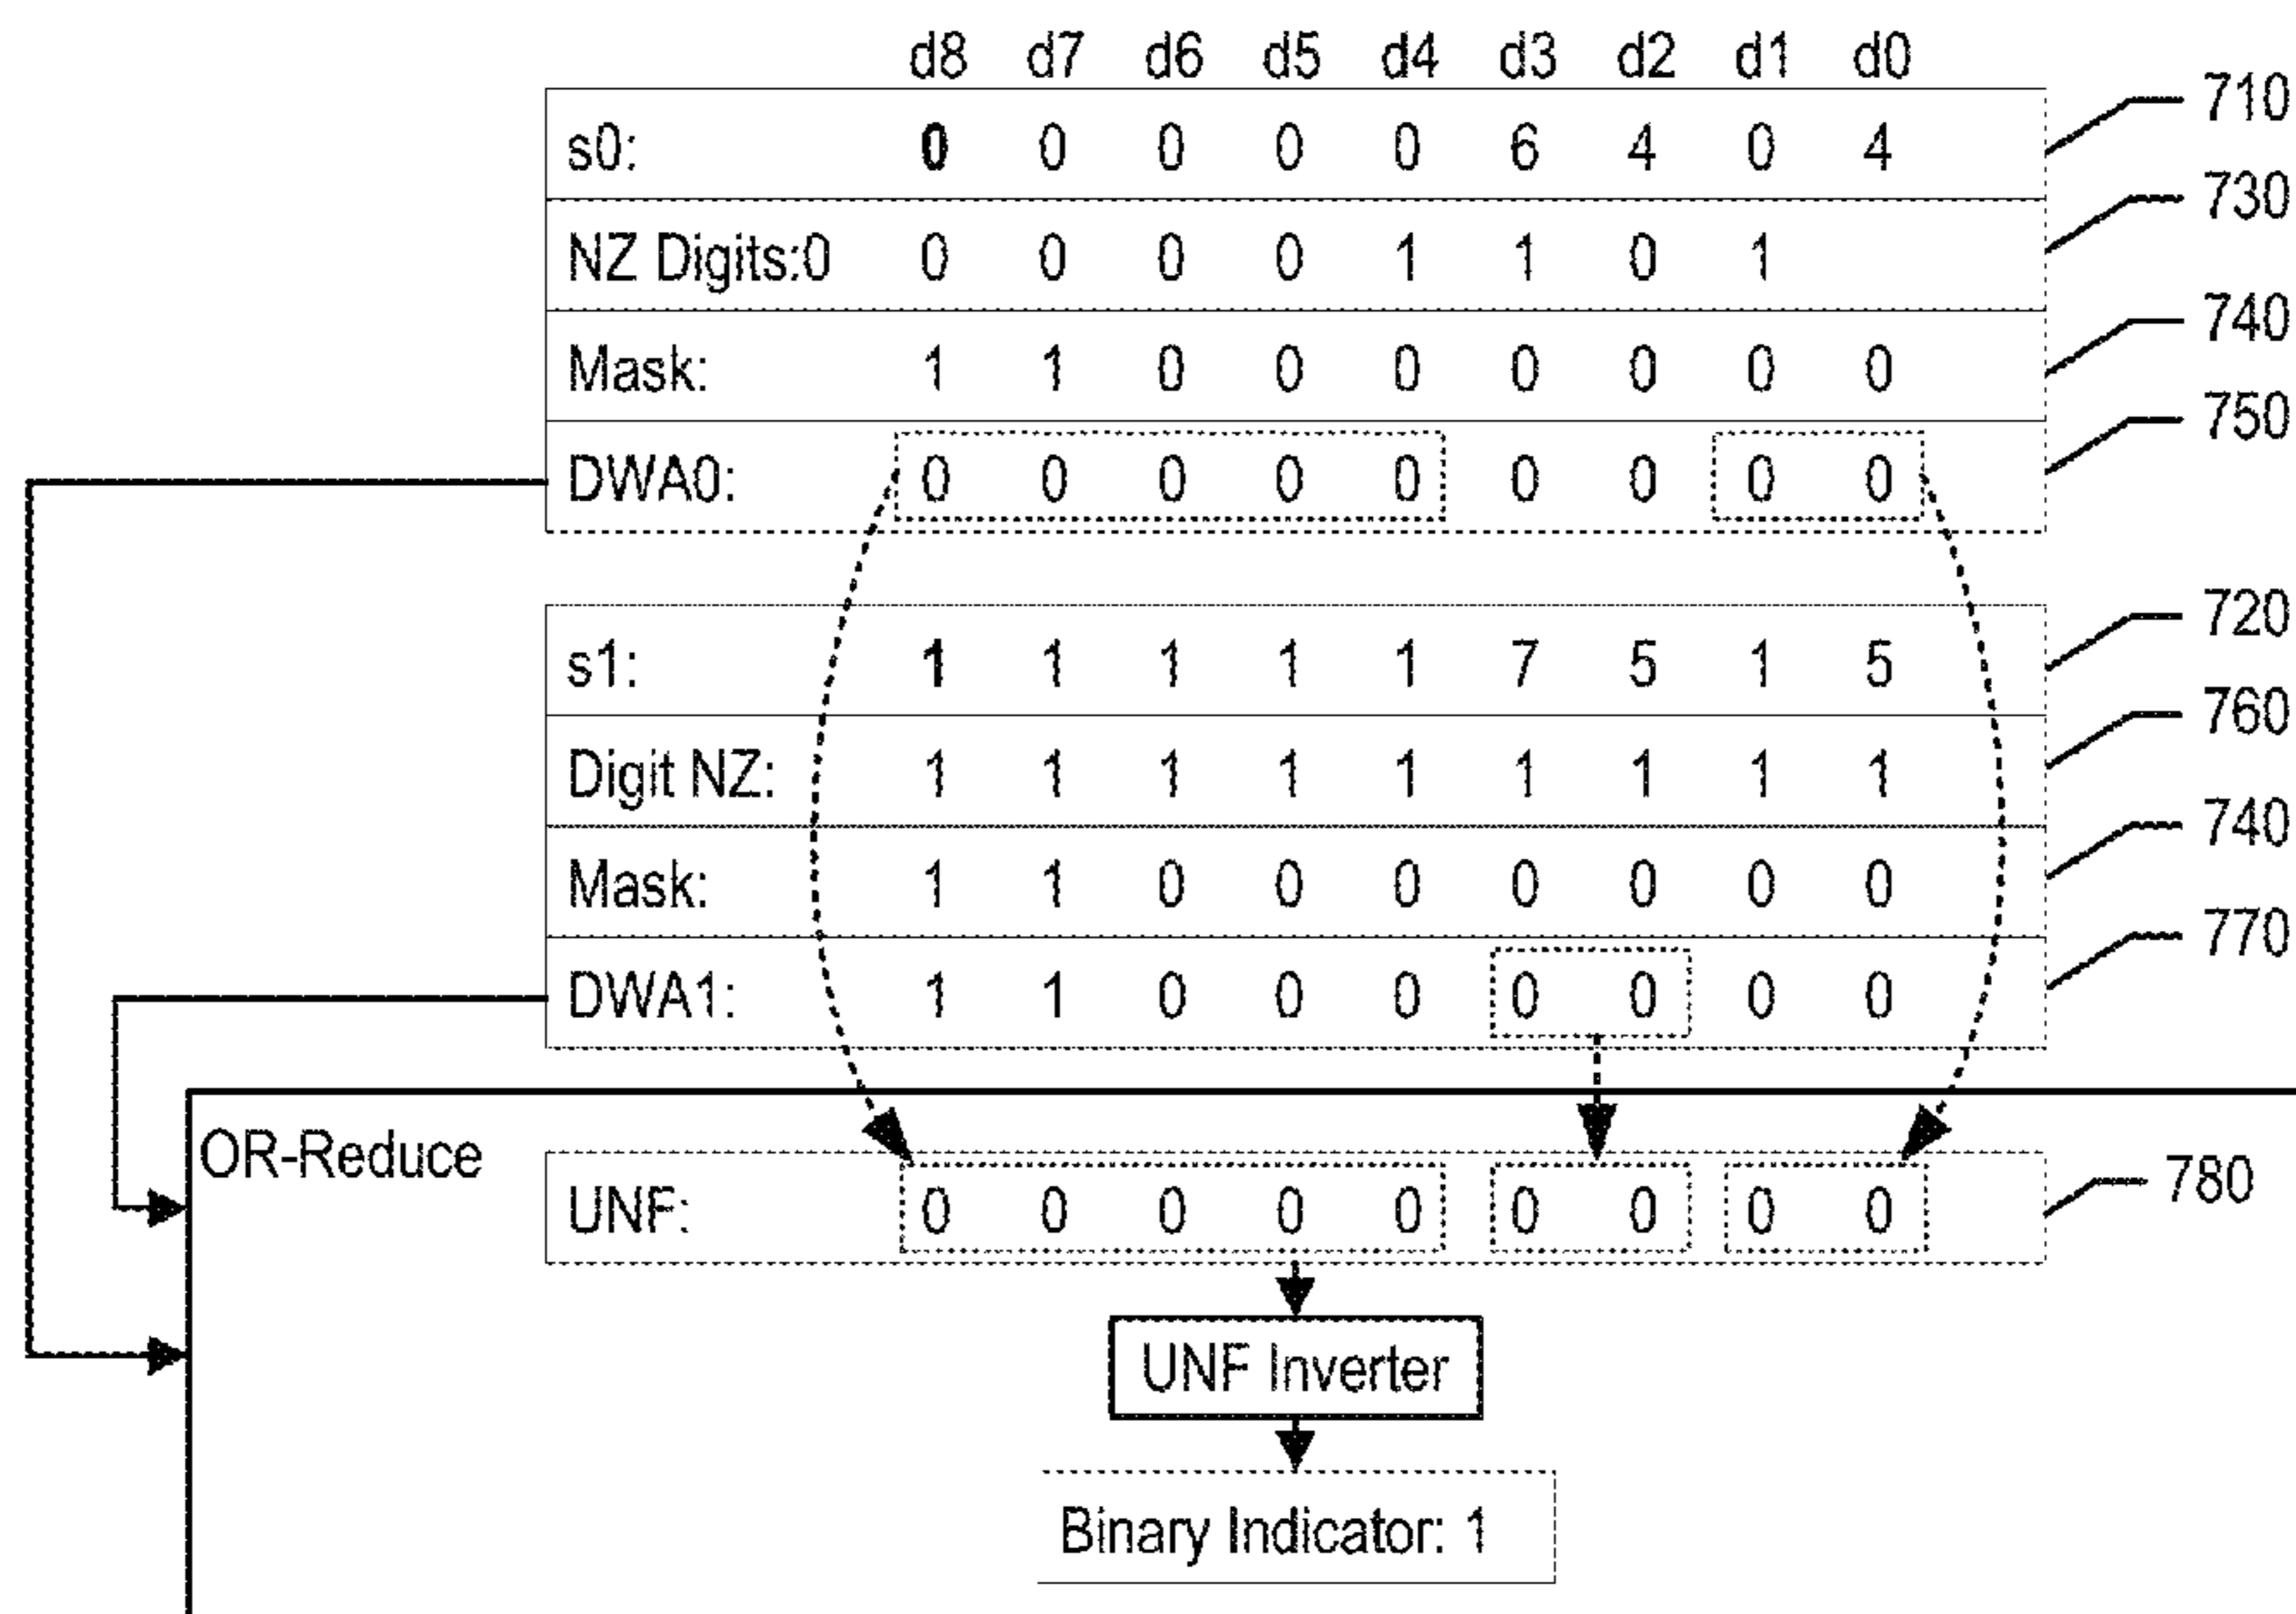 d8 d7 d6 d5 d4 d3 d2 d1 d0
s0: 0 0 0 0 0 6 4 0 4 710
NZ Digits:0 0 0 0 0 1 1 0 1 730
Mask: 1 1 0 0 0 0 0 0 0 740
DWA0: 0 0 0 0 0 0 0 0 0 750
s1: 1 1 1 1 1 7 5 1 5 720
Digit NZ: 1 1 1 1 1 1 1 1 1 760
Mask: 1 1 0 0 0 0 0 0 0 740
DWA1: 1 1 0 0 0 0 0 0 0 770
OR-Reduce
UNF: 0 0 0 0 0 0 0 0 0 780
UNF Inverter
Binary Indicator: 1